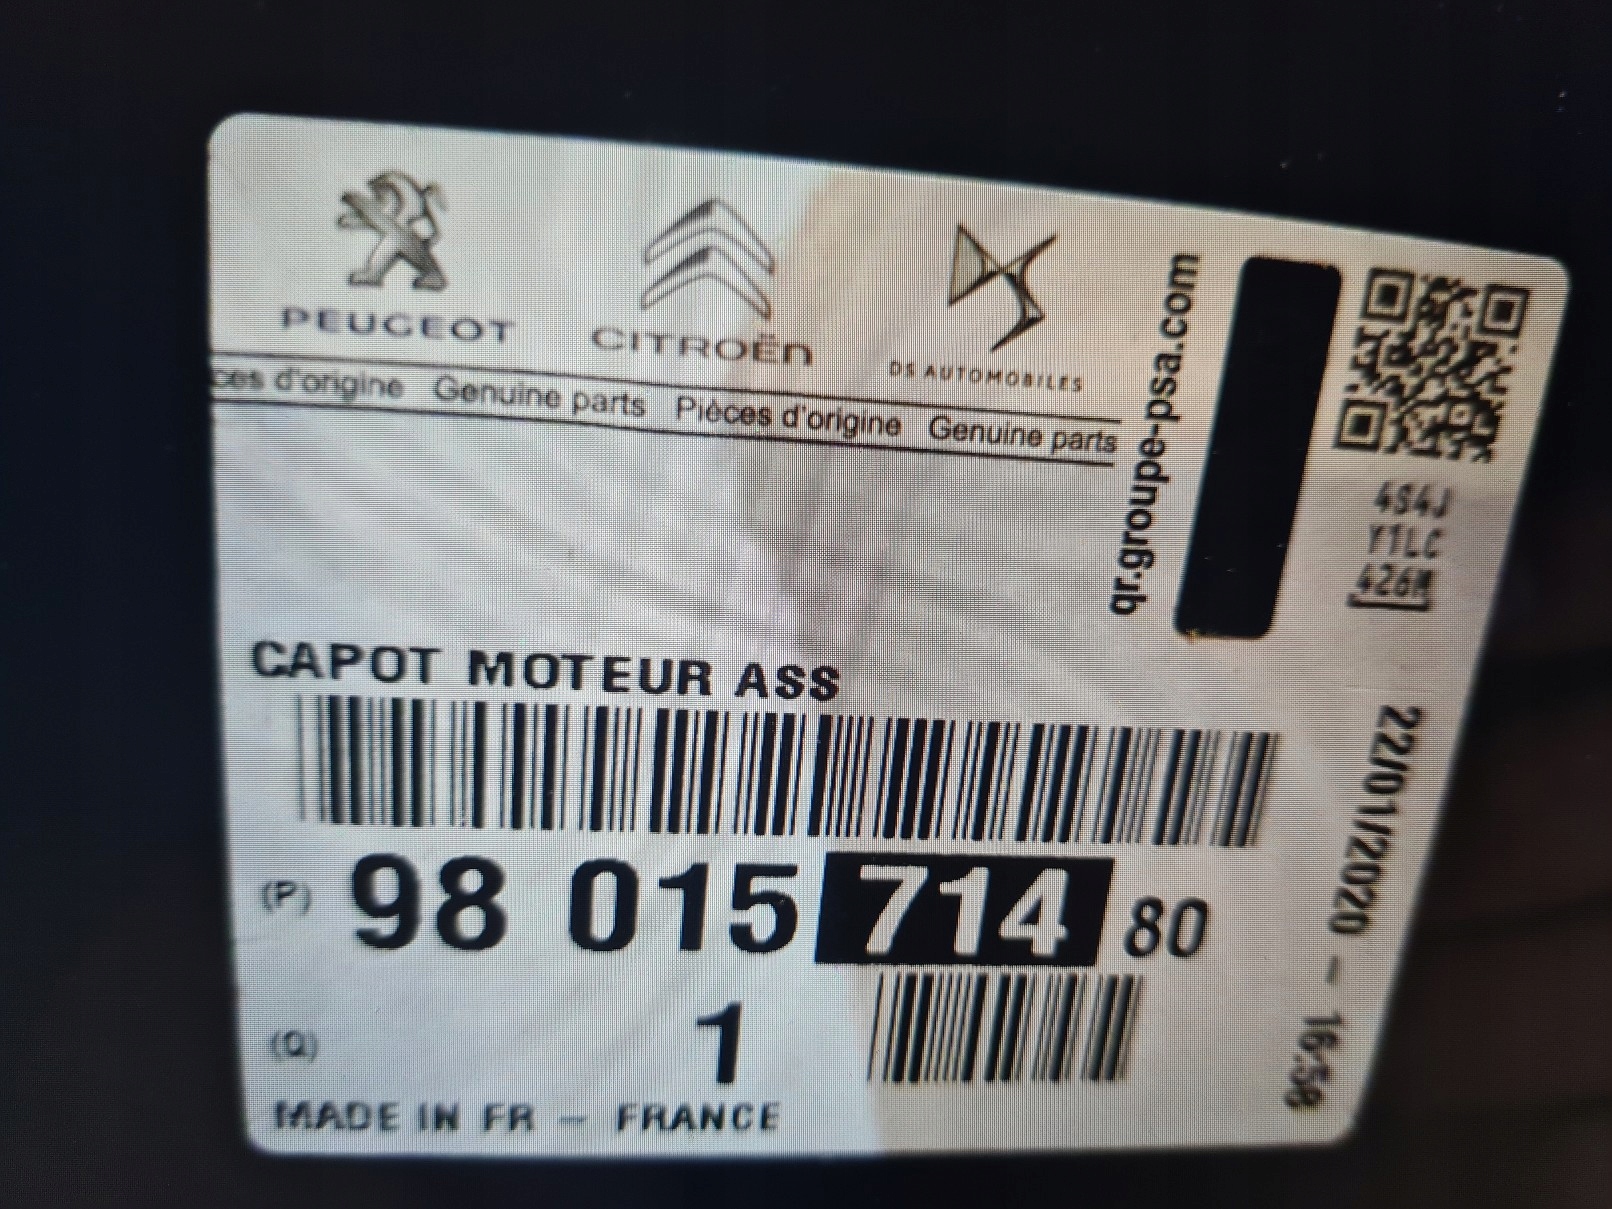 PEUGEOT
CITROËN
DS AUTOMOBILES
ces d'origine Genuine parts Pièces d'origine Genuine parts
qr.groupe-psa.com
4S4J
Y1LC
426M
CAPOT MOTEUR ASS
(P) 98 015 714 80
(Q) 1
MADE IN FR - FRANCE
22/01/2020 - 16:58